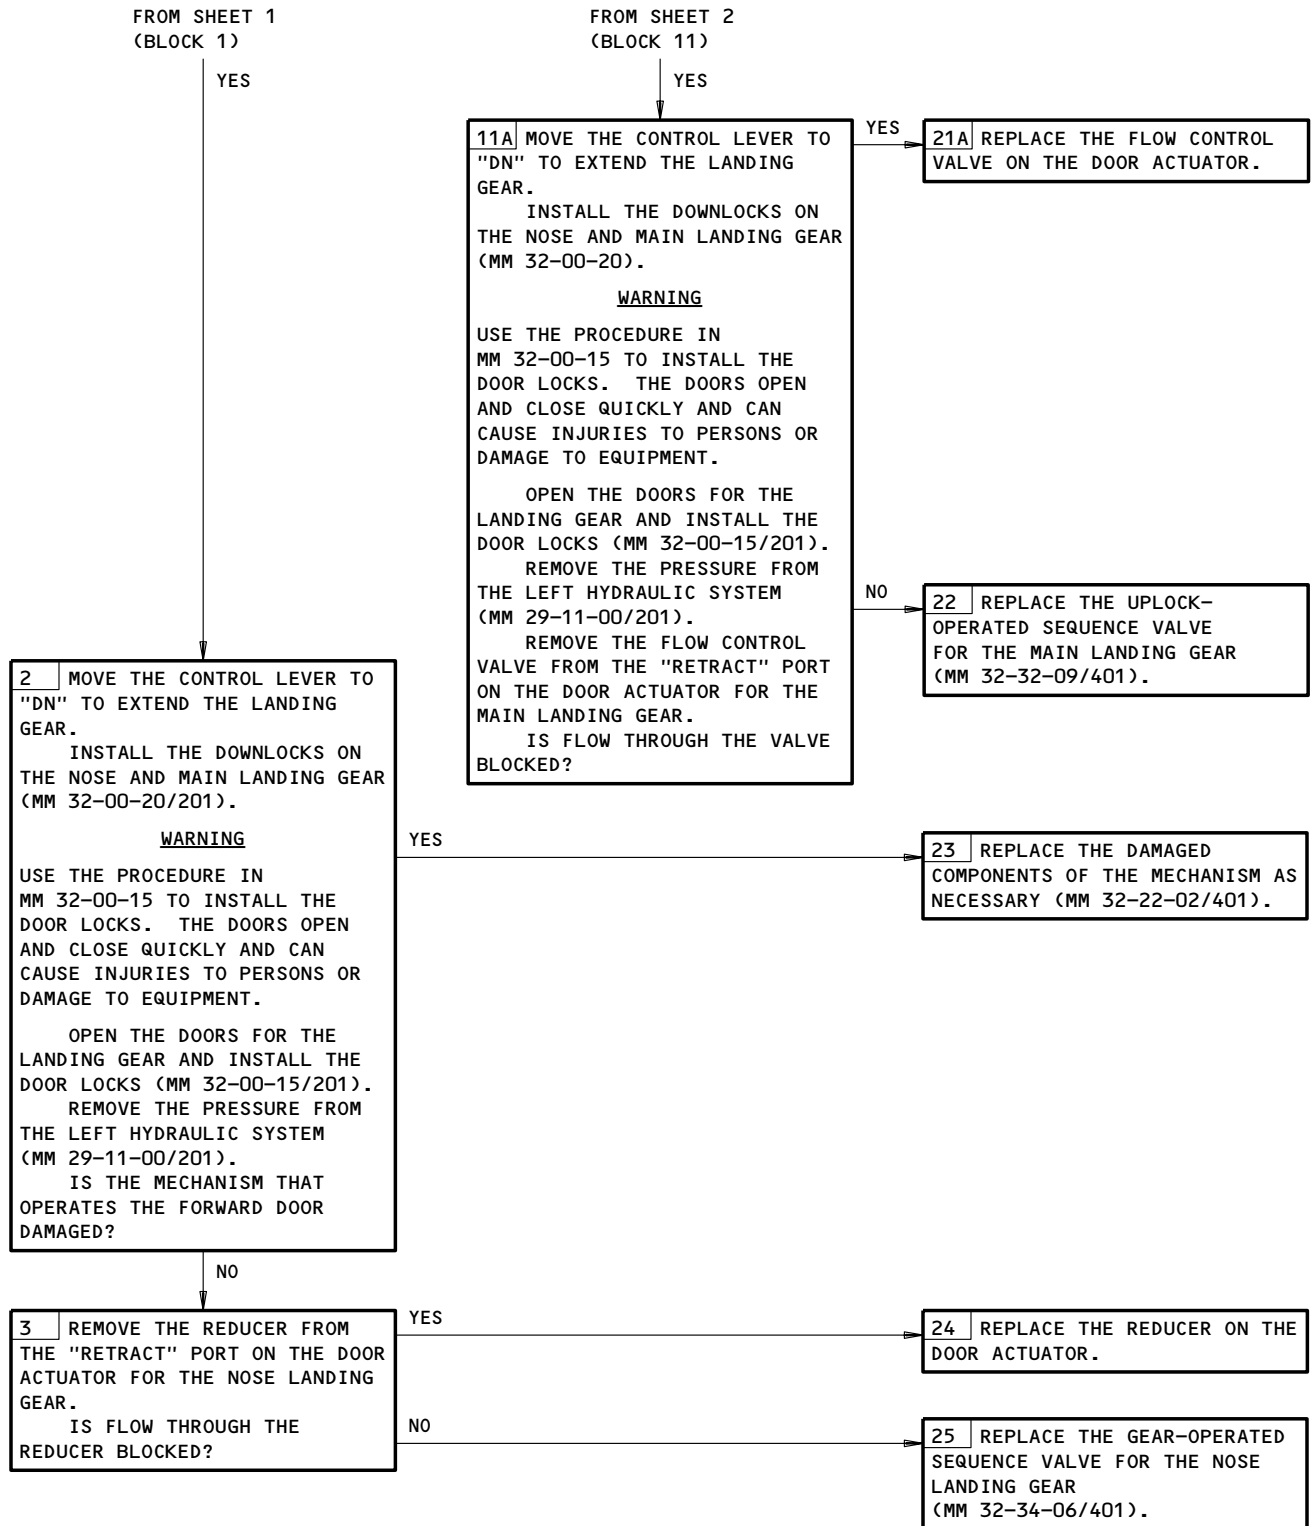 FROM SHEET 1
(BLOCK 1)
YES
FROM SHEET 2
(BLOCK 11)
YES
11A MOVE THE CONTROL LEVER TO
"DN" TO EXTEND THE LANDING
GEAR.
INSTALL THE DOWNLOCKS ON
THE NOSE AND MAIN LANDING GEAR
(MM 32-00-20).
WARNING
USE THE PROCEDURE IN
MM 32-00-15 TO INSTALL THE
DOOR LOCKS. THE DOORS OPEN
AND CLOSE QUICKLY AND CAN
CAUSE INJURIES TO PERSONS OR
DAMAGE TO EQUIPMENT.
OPEN THE DOORS FOR THE
LANDING GEAR AND INSTALL THE
DOOR LOCKS (MM 32-00-15/201).
REMOVE THE PRESSURE FROM
THE LEFT HYDRAULIC SYSTEM
(MM 29-11-00/201).
REMOVE THE FLOW CONTROL
VALVE FROM THE "RETRACT" PORT
ON THE DOOR ACTUATOR FOR THE
MAIN LANDING GEAR.
IS FLOW THROUGH THE VALVE
BLOCKED?
YES
21A REPLACE THE FLOW CONTROL
VALVE ON THE DOOR ACTUATOR.
NO
22 REPLACE THE UPLOCK-
OPERATED SEQUENCE VALVE
FOR THE MAIN LANDING GEAR
(MM 32-32-09/401).
2 MOVE THE CONTROL LEVER TO
"DN" TO EXTEND THE LANDING
GEAR.
INSTALL THE DOWNLOCKS ON
THE NOSE AND MAIN LANDING GEAR
(MM 32-00-20/201).
WARNING
USE THE PROCEDURE IN
MM 32-00-15 TO INSTALL THE
DOOR LOCKS. THE DOORS OPEN
AND CLOSE QUICKLY AND CAN
CAUSE INJURIES TO PERSONS OR
DAMAGE TO EQUIPMENT.
OPEN THE DOORS FOR THE
LANDING GEAR AND INSTALL THE
DOOR LOCKS (MM 32-00-15/201).
REMOVE THE PRESSURE FROM
THE LEFT HYDRAULIC SYSTEM
(MM 29-11-00/201).
IS THE MECHANISM THAT
OPERATES THE FORWARD DOOR
DAMAGED?
YES
23 REPLACE THE DAMAGED
COMPONENTS OF THE MECHANISM AS
NECESSARY (MM 32-22-02/401).
NO
3 REMOVE THE REDUCER FROM
THE "RETRACT" PORT ON THE DOOR
ACTUATOR FOR THE NOSE LANDING
GEAR.
IS FLOW THROUGH THE
REDUCER BLOCKED?
YES
24 REPLACE THE REDUCER ON THE
DOOR ACTUATOR.
NO
25 REPLACE THE GEAR-OPERATED
SEQUENCE VALVE FOR THE NOSE
LANDING GEAR
(MM 32-34-06/401).